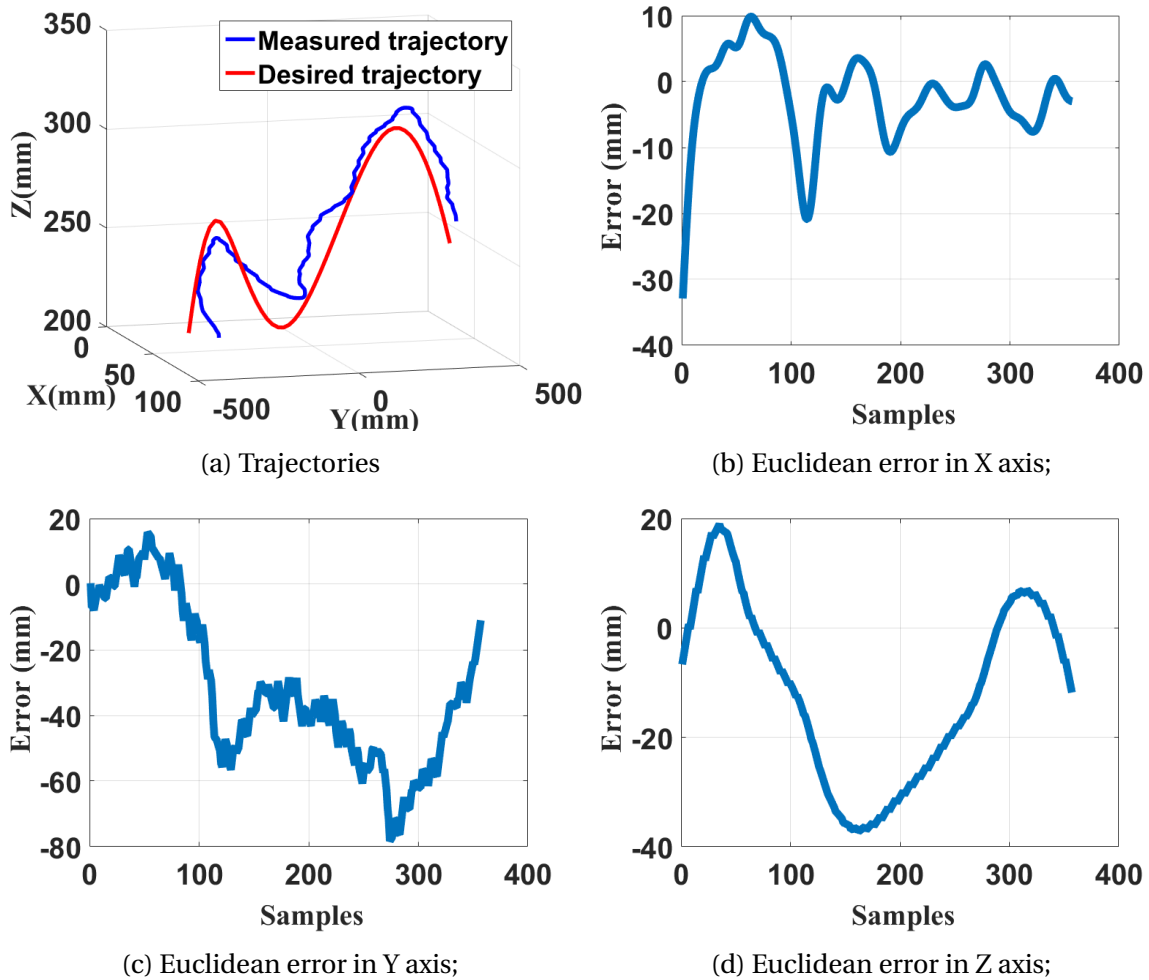 350
300
250
200
Z(mm)
Measured trajectory
Desired trajectory
0
50
100
X(mm)
-500
0
500
Y(mm)
(a) Trajectories
10
0
-10
-20
-30
-40
Error (mm)
0 100 200 300 400
Samples
(b) Euclidean error in X axis;
20
0
-20
-40
-60
-80
Error (mm)
0 100 200 300 400
Samples
(c) Euclidean error in Y axis;
20
0
-20
-40
Error (mm)
0 100 200 300 400
Samples
(d) Euclidean error in Z axis;